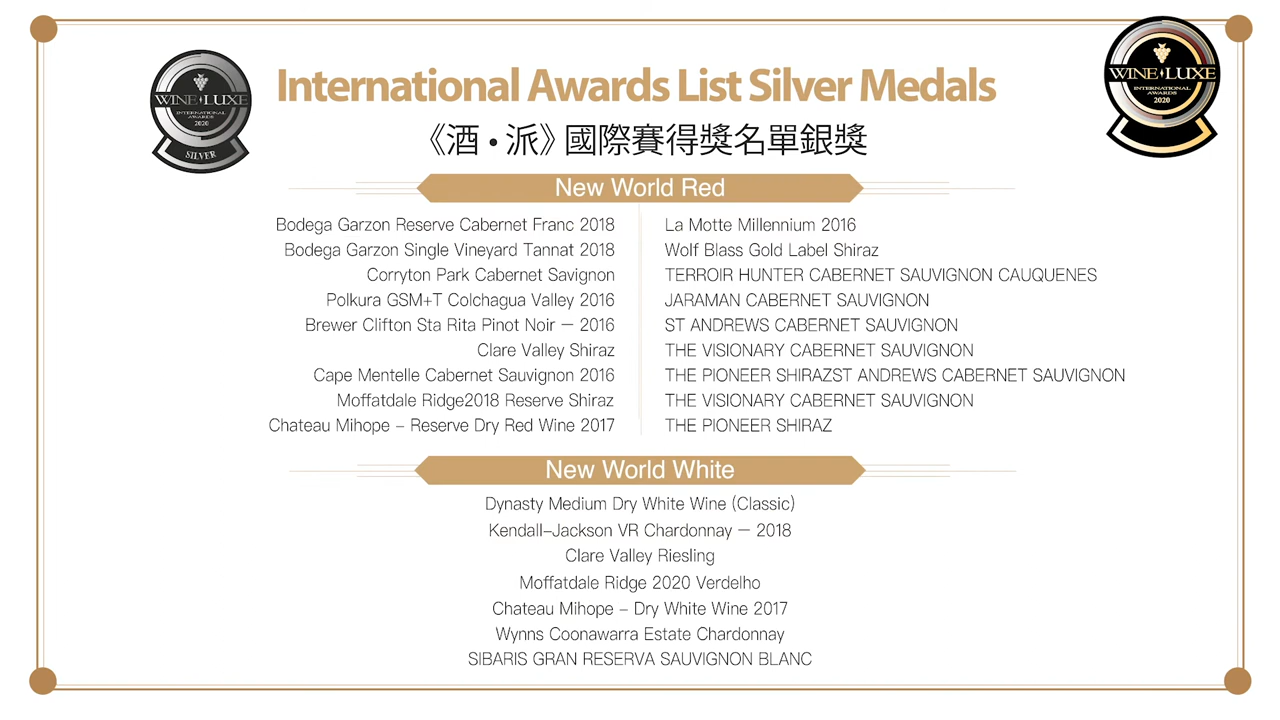 WINE LUXE
INTERNATIONAL
AWARDS
2020
SILVER
International Awards List Silver Medals
《酒・派》國際賽得獎名單銀獎
WINE LUXE
INTERNATIONAL
AWARDS
2020
New World Red
Bodega Garzon Reserve Cabernet Franc 2018
Bodega Garzon Single Vineyard Tannat 2018
Corryton Park Cabernet Savignon
Polkura GSM+T Colchagua Valley 2016
Brewer Clifton Sta Rita Pinot Noir — 2016
Clare Valley Shiraz
Cape Mentelle Cabernet Sauvignon 2016
Moffatdale Ridge2018 Reserve Shiraz
Chateau Mihope – Reserve Dry Red Wine 2017
La Motte Millennium 2016
Wolf Blass Gold Label Shiraz
TERROIR HUNTER CABERNET SAUVIGNON CAUQUENES
JARAMAN CABERNET SAUVIGNON
ST ANDREWS CABERNET SAUVIGNON
THE VISIONARY CABERNET SAUVIGNON
THE PIONEER SHIRAZST ANDREWS CABERNET SAUVIGNON
THE VISIONARY CABERNET SAUVIGNON
THE PIONEER SHIRAZ
New World White
Dynasty Medium Dry White Wine (Classic)
Kendall–Jackson VR Chardonnay — 2018
Clare Valley Riesling
Moffatdale Ridge 2020 Verdelho
Chateau Mihope – Dry White Wine 2017
Wynns Coonawarra Estate Chardonnay
SIBARIS GRAN RESERVA SAUVIGNON BLANC